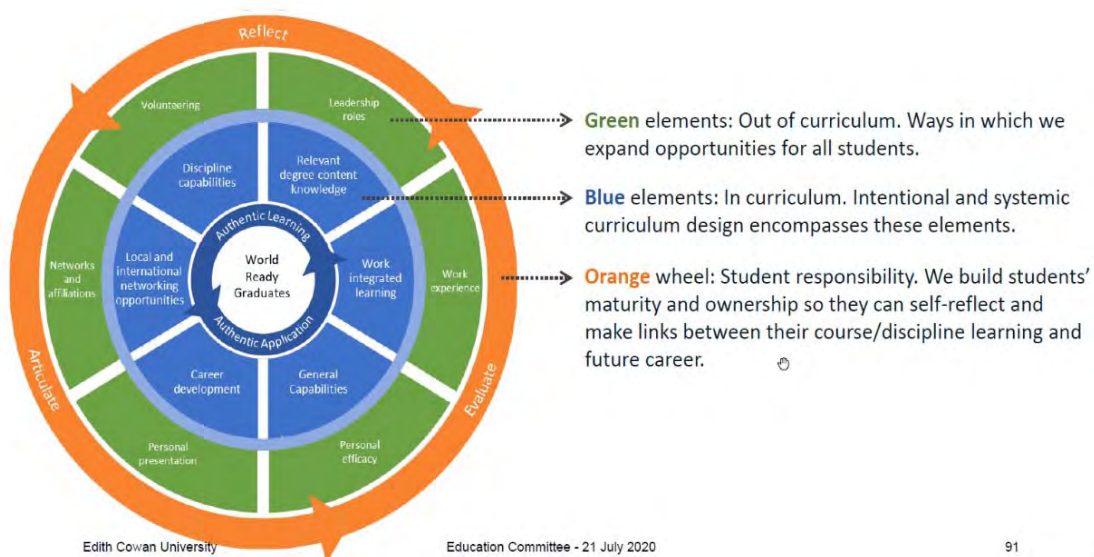 Reflect
Volunteering
Leadership
roles
Discipline
capabilities
Relevant
degree content
knowledge
Authentic Learning
Networks
and
affiliations
Local and
international
networking
opportunities
World
Ready
Graduates
Work
integrated
learning
Work
experience
Authentic Application
Career
development
General
Capabilities
Articulate
Evaluate
Personal
presentation
Personal
efficacy
Green elements: Out of curriculum. Ways in which we
expand opportunities for all students.
Blue elements: In curriculum. Intentional and systemic
curriculum design encompasses these elements.
Orange wheel: Student responsibility. We build students’
maturity and ownership so they can self-reflect and
make links between their course/discipline learning and
future career.
Edith Cowan University
Education Committee - 21 July 2020
91